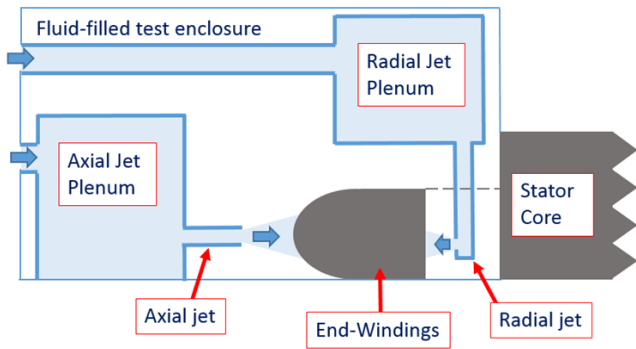 Fluid-filled test enclosure
Radial Jet
Plenum
Axial Jet
Plenum
Stator
Core
Axial jet
End-Windings
Radial jet